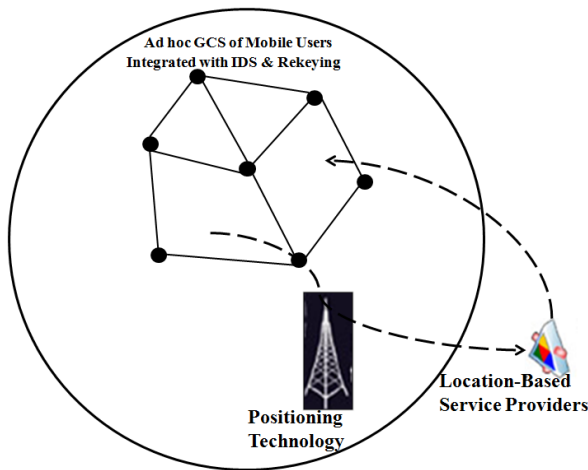 Ad hoc GCS of Mobile Users
Integrated with IDS & Rekeying
Positioning
Technology
Location-Based
Service Providers